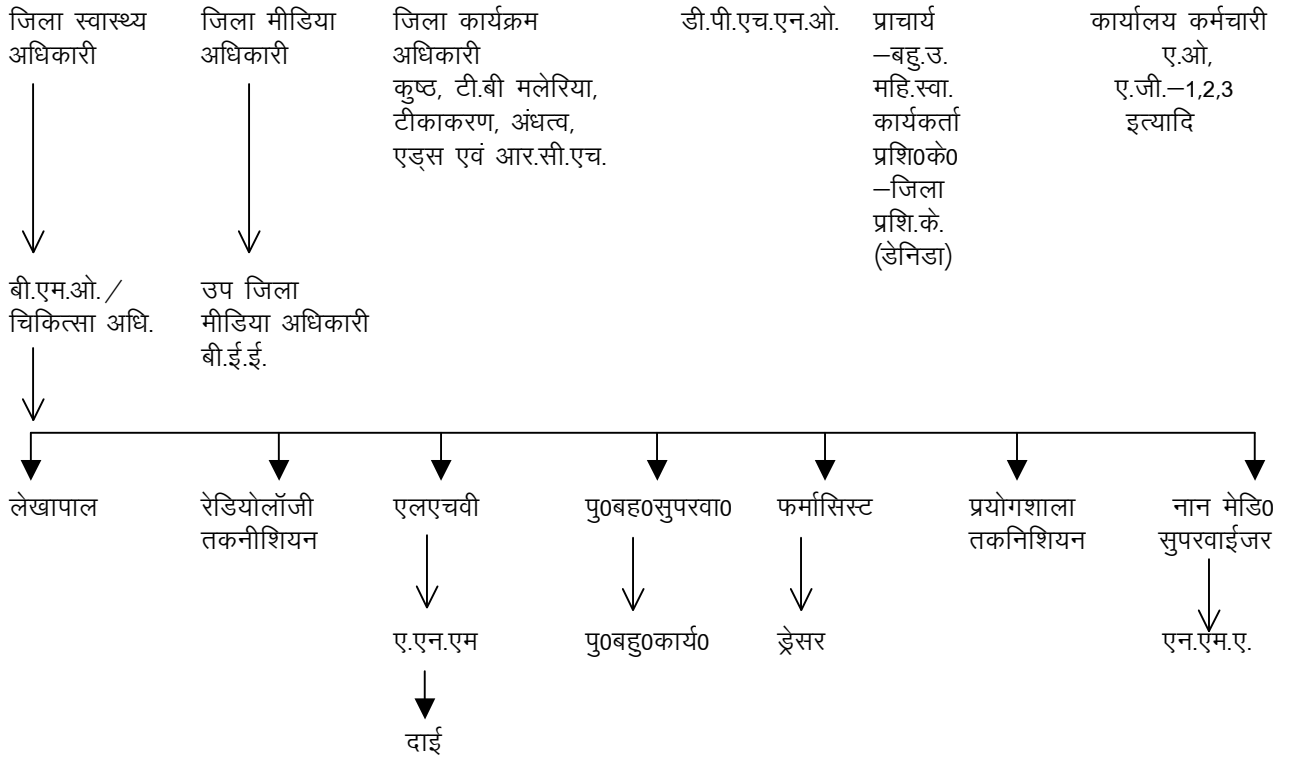 जिला स्वास्थ्य
अधिकारी
जिला मीडिया
अधिकारी
जिला कार्यक्रम
अधिकारी
कुष्ठ, टी.बी मलेरिया,
टीकाकरण, अंधत्व,
एड्स एवं आर.सी.एच.
डी.पी.एच.एन.ओ.
प्राचार्य
–बहु.उ.
महि.स्वा.
कार्यकर्ता
प्रशि0के0
–जिला
प्रशि.के.
(डेनिडा)
कार्यालय कर्मचारी
ए.ओ,
ए.जी.–1,2,3
इत्यादि
बी.एम.ओ. /
चिकित्सा अधि.
उप जिला
मीडिया अधिकारी
बी.ई.ई.
लेखापाल
रेडियोलॉजी
तकनीशियन
एलएचवी
पु0बह0सुपरवा0
फर्मासिस्ट
प्रयोगशाला
तकनिशियन
नान मेडि0
सुपरवाईजर
ए.एन.एम
पु0बहु0कार्य0
ड्रेसर
एन.एम.ए.
दाई